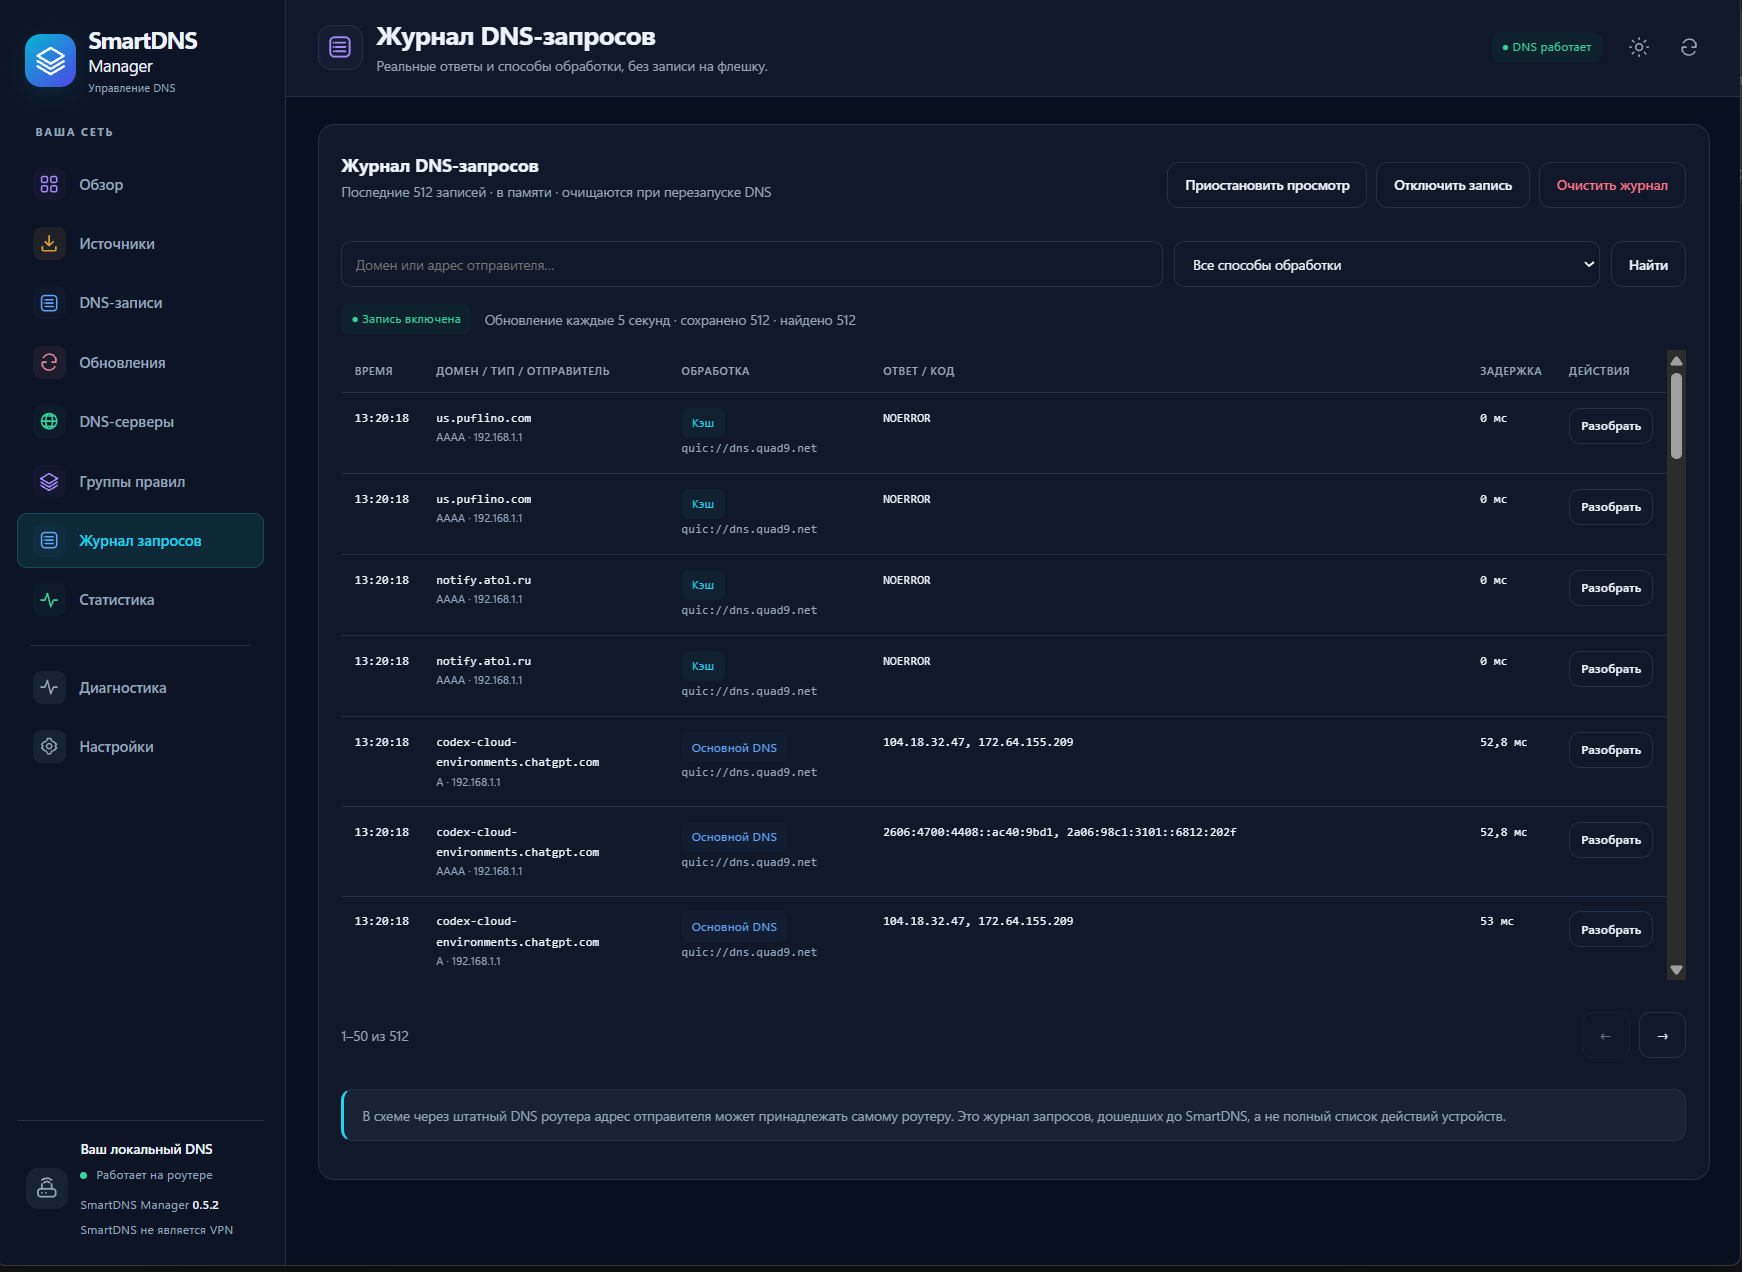 SmartDNS
Manager
Управление DNS
ВАША СЕТЬ
Обзор
Источники
DNS-записи
Обновления
DNS-серверы
Группы правил
Журнал запросов
Статистика
Диагностика
Настройки
Ваш локальный DNS
Работает на роутере
SmartDNS Manager 0.5.2
SmartDNS не является VPN
Журнал DNS-запросов
Реальные ответы и способы обработки, без записи на флешку.
DNS работает
Журнал DNS-запросов
Последние 512 записей · в памяти · очищаются при перезапуске DNS
Приостановить просмотр
Отключить запись
Очистить журнал
Домен или адрес отправителя...
Все способы обработки
Найти
Запись включена
Обновление каждые 5 секунд · сохранено 512 · найдено 512
ВРЕМЯ ДОМЕН / ТИП / ОТПРАВИТЕЛЬ ОБРАБОТКА ОТВЕТ / КОД ЗАДЕРЖКА ДЕЙСТВИЯ
13:20:18 us.puflino.com Кэш NOERROR 0 мс Разобрать
AAAA · 192.168.1.1 quic://dns.quad9.net
13:20:18 us.puflino.com Кэш NOERROR 0 мс Разобрать
AAAA · 192.168.1.1 quic://dns.quad9.net
13:20:18 notify.atol.ru Кэш NOERROR 0 мс Разобрать
AAAA · 192.168.1.1 quic://dns.quad9.net
13:20:18 notify.atol.ru Кэш NOERROR 0 мс Разобрать
AAAA · 192.168.1.1 quic://dns.quad9.net
13:20:18 codex-cloud- Основной DNS 104.18.32.47, 172.64.155.209 52,8 мс Разобрать
environments.chatgpt.com
A · 192.168.1.1 quic://dns.quad9.net
13:20:18 codex-cloud- Основной DNS 2606:4700:4408::ac40:9bd1, 2a06:98c1:3101::6812:202f 52,8 мс Разобрать
environments.chatgpt.com
AAAA · 192.168.1.1 quic://dns.quad9.net
13:20:18 codex-cloud- Основной DNS 104.18.32.47, 172.64.155.209 53 мс Разобрать
environments.chatgpt.com
A · 192.168.1.1 quic://dns.quad9.net
1–50 из 512
← →
В схеме через штатный DNS роутера адрес отправителя может принадлежать самому роутеру. Это журнал запросов, дошедших до SmartDNS, а не полный список действий устройств.